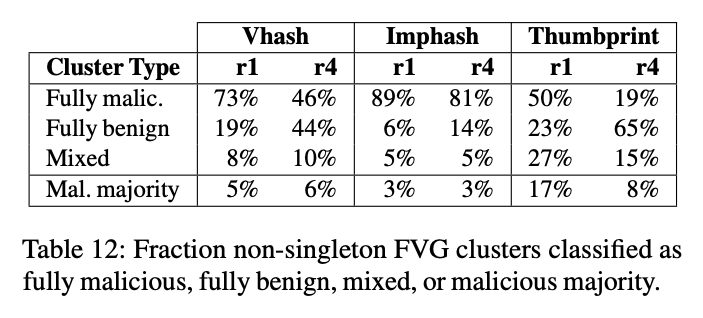 Vhash Imphash Thumbprint
Cluster Type r1 r4 r1 r4 r1 r4
Fully malic. 73% 46% 89% 81% 50% 19%
Fully benign 19% 44% 6% 14% 23% 65%
Mixed 8% 10% 5% 5% 27% 15%
Mal. majority 5% 6% 3% 3% 17% 8%
Table 12: Fraction non-singleton FVG clusters classified as
fully malicious, fully benign, mixed, or malicious majority.